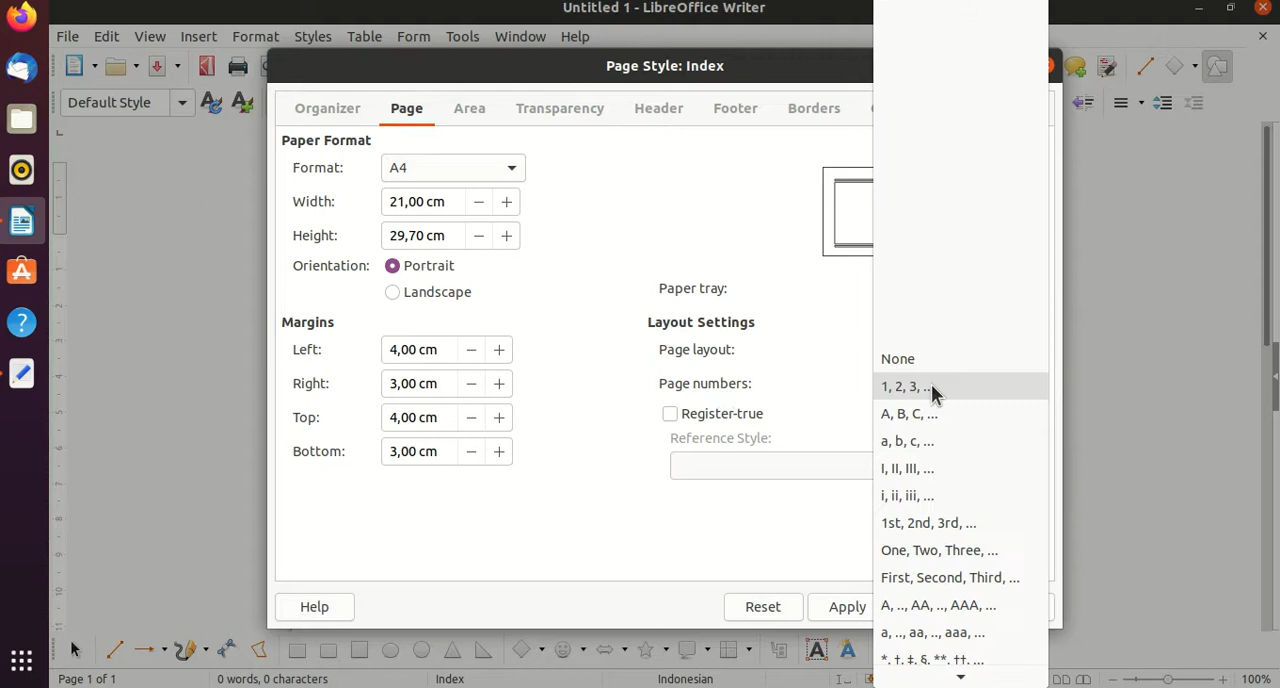 Untitled 1 - LibreOffice Writer
File Edit View Insert Format Styles Table Form Tools Window Help
Page Style: Index
Default Style
Organizer Page Area Transparency Header Footer Borders
Paper Format
Format: A4
Width: 21,00 cm
Height: 29,70 cm
Orientation: Portrait
Landscape
Paper tray:
Margins
Layout Settings
Left: 4,00 cm
Page layout:
Right: 3,00 cm
Page numbers:
Top: 4,00 cm
Register-true
Reference Style:
Bottom: 3,00 cm
None
1, 2, 3, ...
A, B, C, ...
a, b, c, ...
I, II, III, ...
i, ii, iii, ...
1st, 2nd, 3rd, ...
One, Two, Three, ...
First, Second, Third, ...
A, .., AA, .., AAA, ...
a, .., aa, .., aaa, ...
*, †, ‡, §, **, ††, ...
Help Reset Apply
Page 1 of 1 0 words, 0 characters Index Indonesian 100%